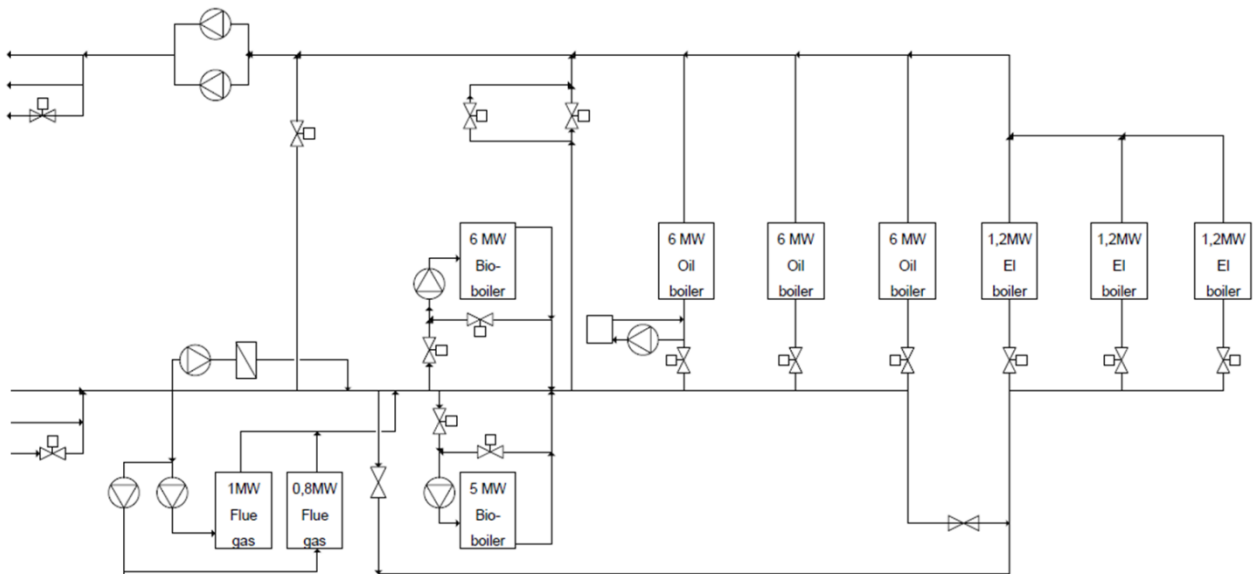 6 MW
Bio-
boiler
6 MW
Oil
boiler
6 MW
Oil
boiler
6 MW
Oil
boiler
1,2MW
El
boiler
1,2MW
El
boiler
1,2MW
El
boiler
1MW
Flue
gas
0,8MW
Flue
gas
5 MW
Bio-
boiler